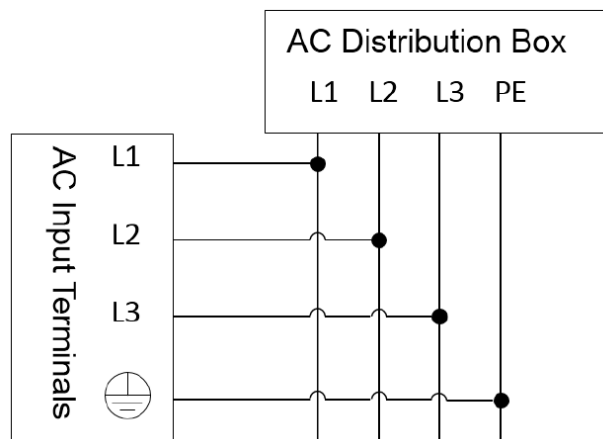 AC Distribution Box
L1 L2 L3 PE
AC Input Terminals
L1
L2
L3